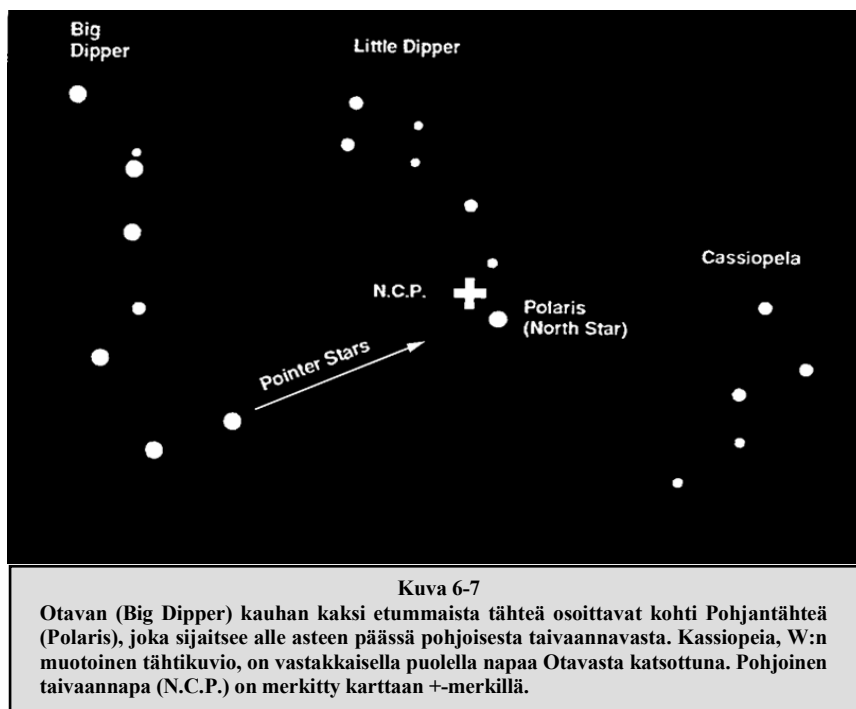 Big
Dipper
Little Dipper
Cassiopela
N.C.P.
Polaris
(North Star)
Pointer Stars
Kuva 6-7
Otavan (Big Dipper) kauhan kaksi etummaista tähteä osoittavat kohti Pohjantähteä
(Polaris), joka sijaitsee alle asteen päässä pohjoisesta taivaannavasta. Kassiopeia, W:n
muotoinen tähtikuvio, on vastakkaisella puolella napaa Otavasta katsottuna. Pohjoinen
taivaannapa (N.C.P.) on merkitty karttaan +-merkillä.